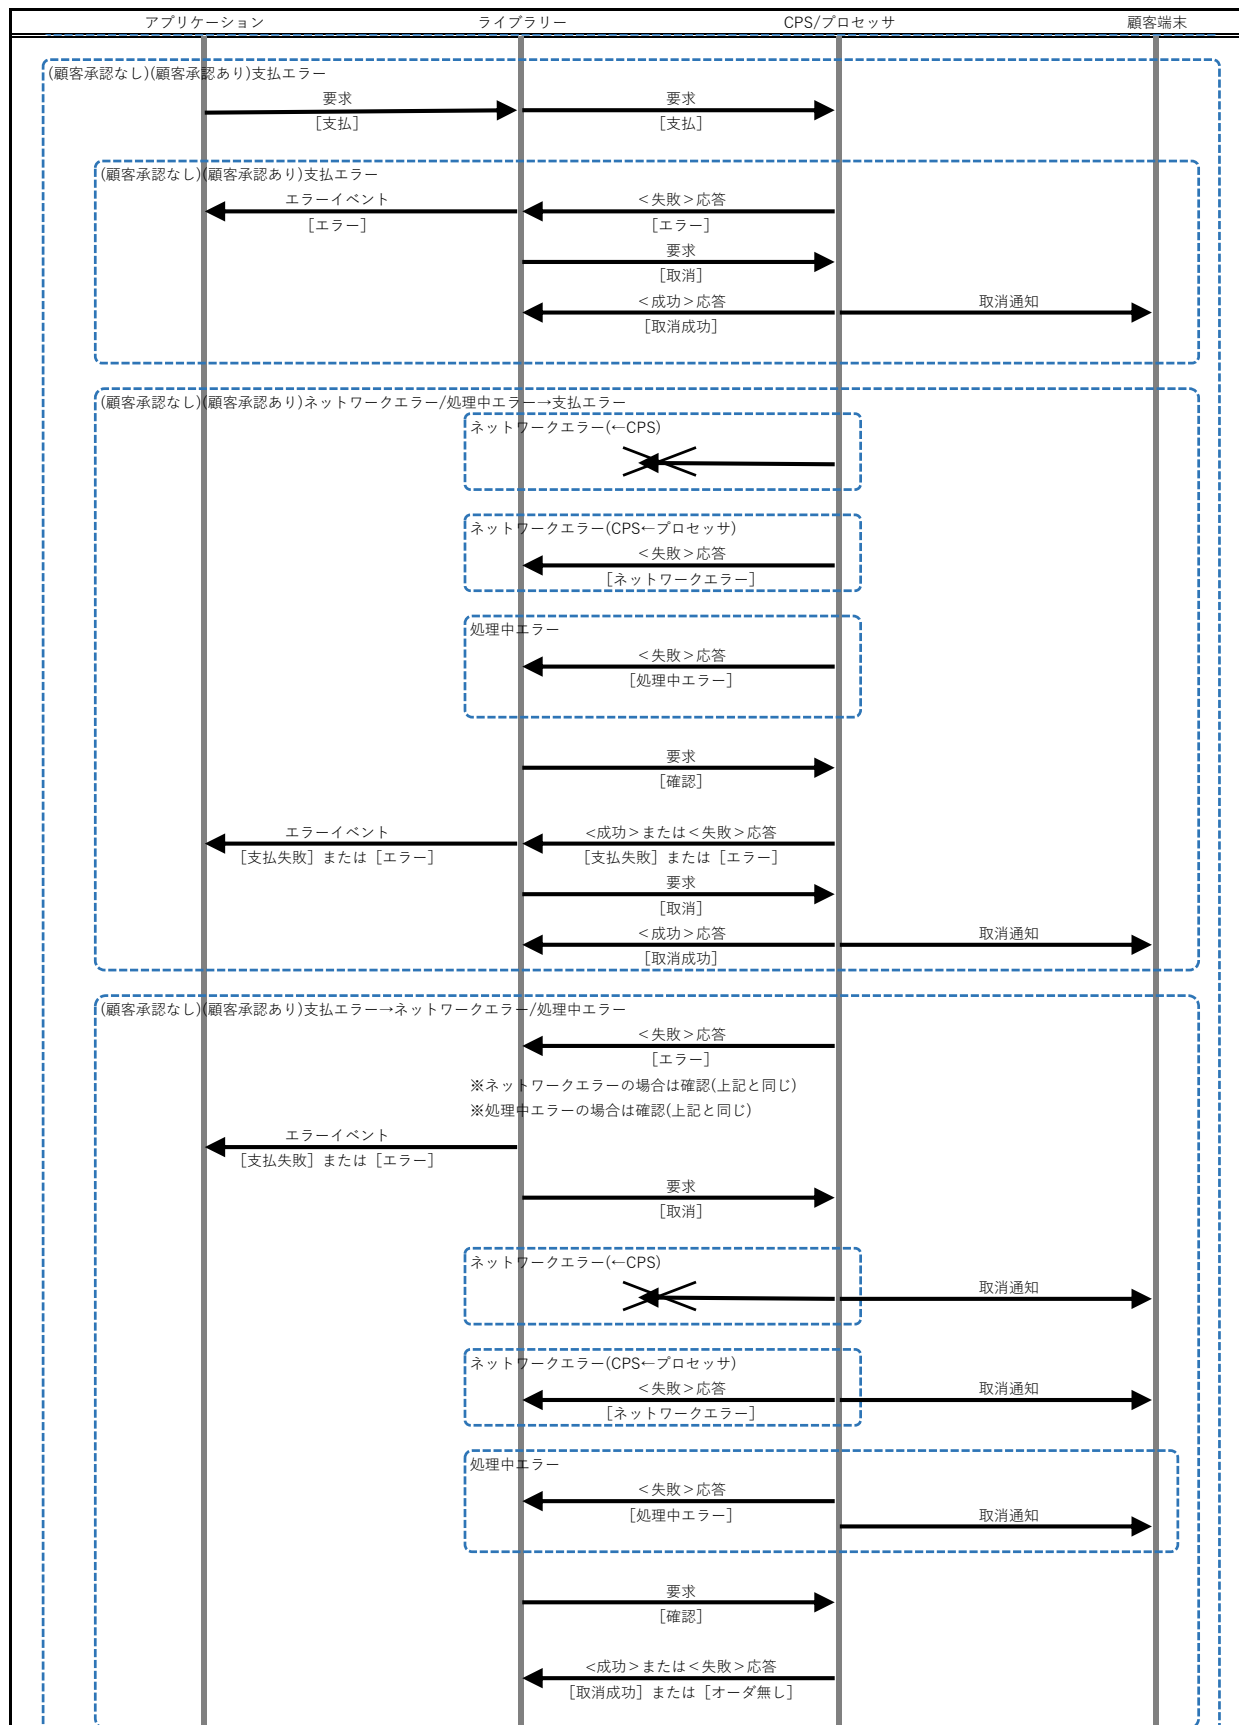 アプリケーション
ライブラリー
CPS/プロセッサ
顧客端末
(顧客承認なし)(顧客承認あり)支払エラー
要求
要求
[支払]
[支払]
(顧客承認なし)(顧客承認あり)支払エラー
エラーイベント
<失敗>応答
[エラー]
[エラー]
要求
[取消]
<成功>応答
取消通知
[取消成功]
(顧客承認なし)(顧客承認あり)ネットワークエラー/処理中エラー→支払エラー
ネットワークエラー(←CPS)
ネットワークエラー(CPS←プロセッサ)
<失敗>応答
[ネットワークエラー]
処理中エラー
<失敗>応答
[処理中エラー]
要求
[確認]
エラーイベント
<成功>または<失敗>応答
[支払失敗] または [エラー]
[支払失敗] または [エラー]
要求
[取消]
<成功>応答
取消通知
[取消成功]
(顧客承認なし)(顧客承認あり)支払エラー→ネットワークエラー/処理中エラー
<失敗>応答
[エラー]
※ネットワークエラーの場合は確認(上記と同じ)
※処理中エラーの場合は確認(上記と同じ)
エラーイベント
[支払失敗] または [エラー]
要求
[取消]
ネットワークエラー(←CPS)
取消通知
ネットワークエラー(CPS←プロセッサ)
<失敗>応答
取消通知
[ネットワークエラー]
処理中エラー
<失敗>応答
[処理中エラー]
取消通知
要求
[確認]
<成功>または<失敗>応答
[取消成功] または [オーダ無し]